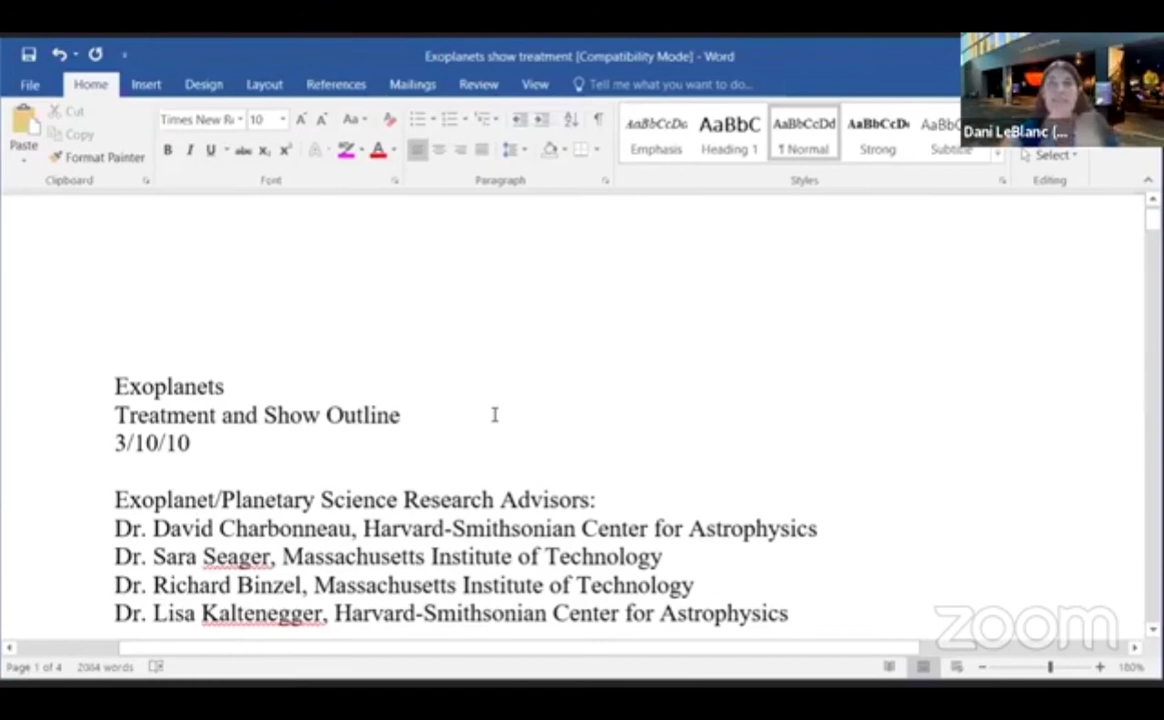 Exoplanets show treatment [Compatibility Mode] - Word
File Home Insert Design Layout References Mailings Review View Tell me what you want to do...
Dani LeBlanc (...
Cut
Copy
Format Painter
Paste
Times New R 10
AaBbCcDc AaBbC AaBbCcDd AaBbCcDc AaBbC
Emphasis Heading 1 ¶ Normal Strong Subtitle
Select
Clipboard Font Paragraph Styles Editing
Exoplanets
Treatment and Show Outline
3/10/10
Exoplanet/Planetary Science Research Advisors:
Dr. David Charbonneau, Harvard-Smithsonian Center for Astrophysics
Dr. Sara Seager, Massachusetts Institute of Technology
Dr. Richard Binzel, Massachusetts Institute of Technology
Dr. Lisa Kaltenegger, Harvard-Smithsonian Center for Astrophysics
zoom
Page 1 of 4 2084 words 180%